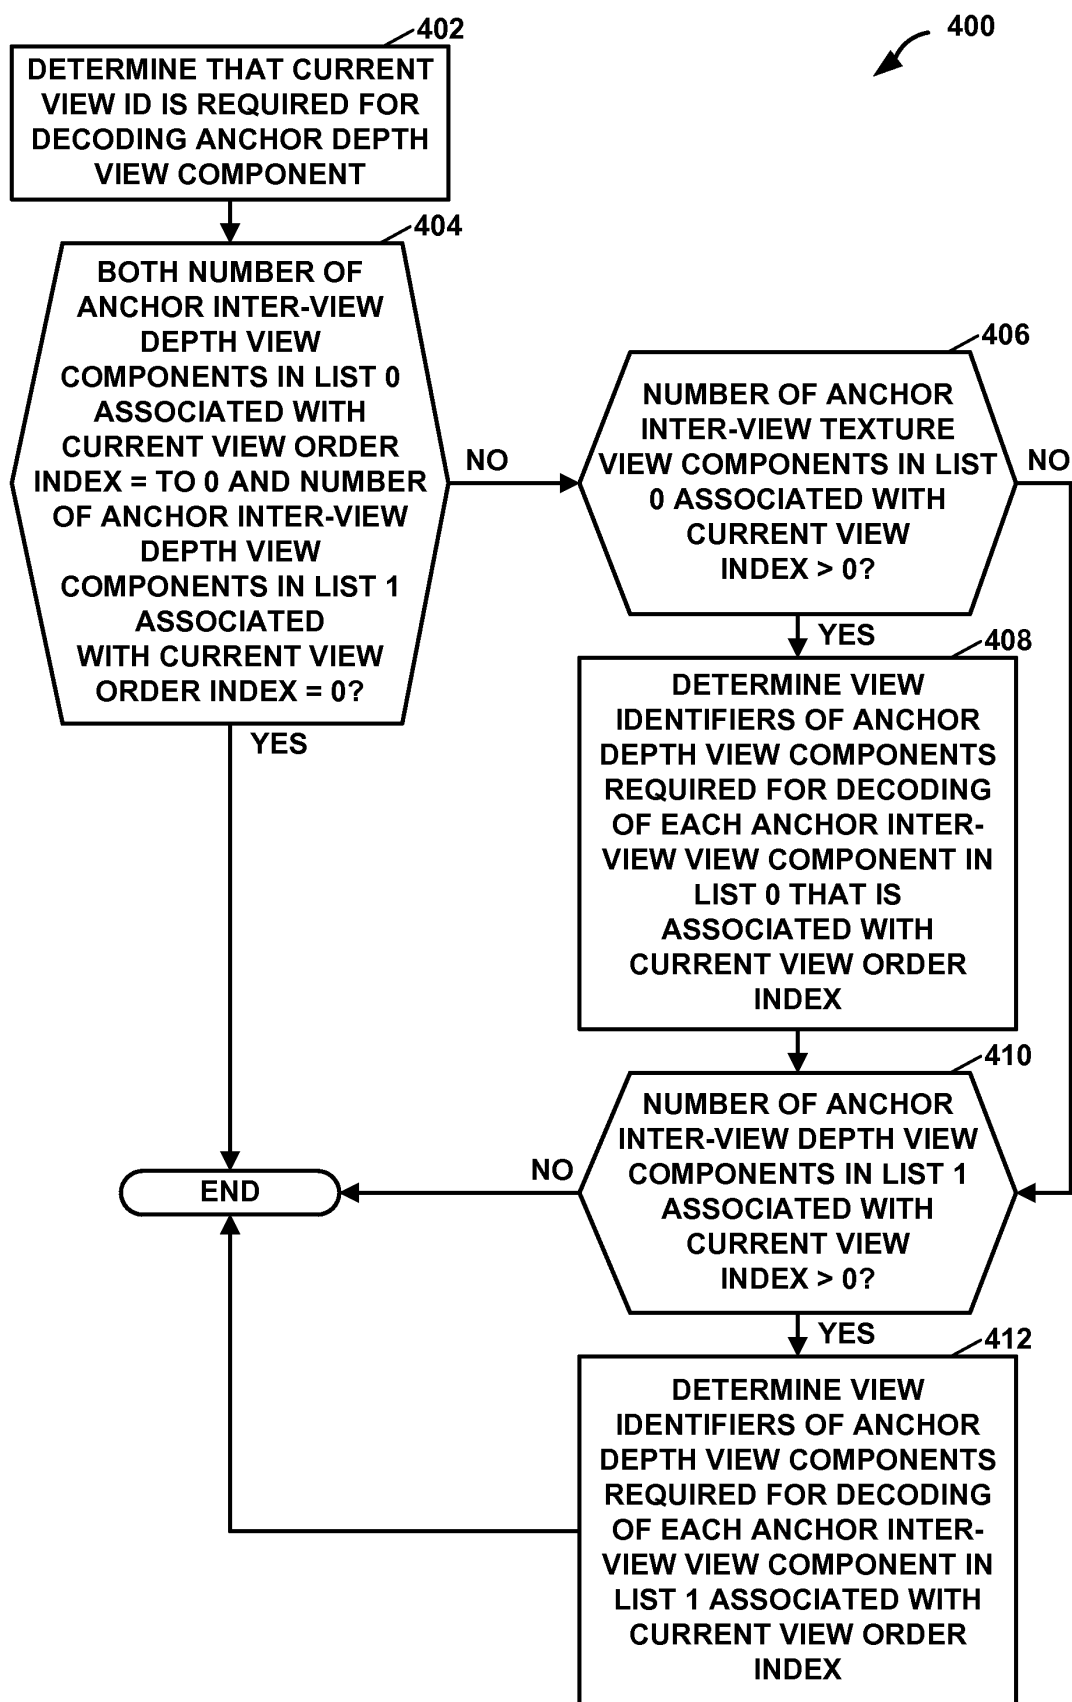 400
402
DETERMINE THAT CURRENT
VIEW ID IS REQUIRED FOR
DECODING ANCHOR DEPTH
VIEW COMPONENT
404
BOTH NUMBER OF
ANCHOR INTER-VIEW
DEPTH VIEW
COMPONENTS IN LIST 0
ASSOCIATED WITH
CURRENT VIEW ORDER
INDEX = TO 0 AND NUMBER
OF ANCHOR INTER-VIEW
DEPTH VIEW
COMPONENTS IN LIST 1
ASSOCIATED
WITH CURRENT VIEW
ORDER INDEX = 0?
NO
YES
406
NUMBER OF ANCHOR
INTER-VIEW TEXTURE
VIEW COMPONENTS IN LIST
0 ASSOCIATED WITH
CURRENT VIEW
INDEX > 0?
NO
YES
408
DETERMINE VIEW
IDENTIFIERS OF ANCHOR
DEPTH VIEW COMPONENTS
REQUIRED FOR DECODING
OF EACH ANCHOR INTER-
VIEW VIEW COMPONENT IN
LIST 0 THAT IS
ASSOCIATED WITH
CURRENT VIEW ORDER
INDEX
410
NUMBER OF ANCHOR
INTER-VIEW DEPTH VIEW
COMPONENTS IN LIST 1
ASSOCIATED WITH
CURRENT VIEW
INDEX > 0?
NO
END
YES
412
DETERMINE VIEW
IDENTIFIERS OF ANCHOR
DEPTH VIEW COMPONENTS
REQUIRED FOR DECODING
OF EACH ANCHOR INTER-
VIEW VIEW COMPONENT IN
LIST 1 ASSOCIATED WITH
CURRENT VIEW ORDER
INDEX